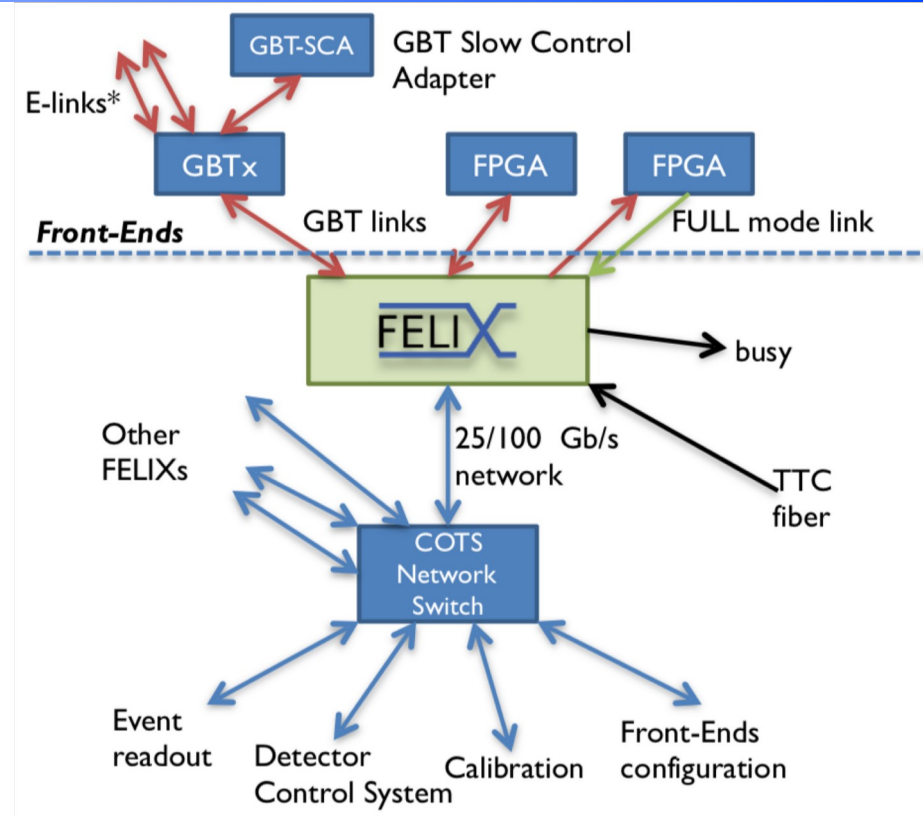 GBT-SCA
GBT Slow Control
Adapter
E-links*
GBTx
FPGA
FPGA
GBT links
FULL mode link
Front-Ends
FELIX
busy
Other
FELIXs
25/100 Gb/s
network
TTC
fiber
COTS
Network
Switch
Event
readout
Detector
Control System
Calibration
Front-Ends
configuration